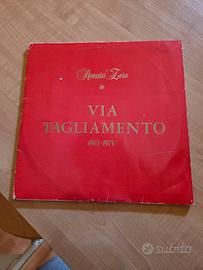 Renato Zero
in
VIA
TAGLIAMENTO
1965-1970
subito